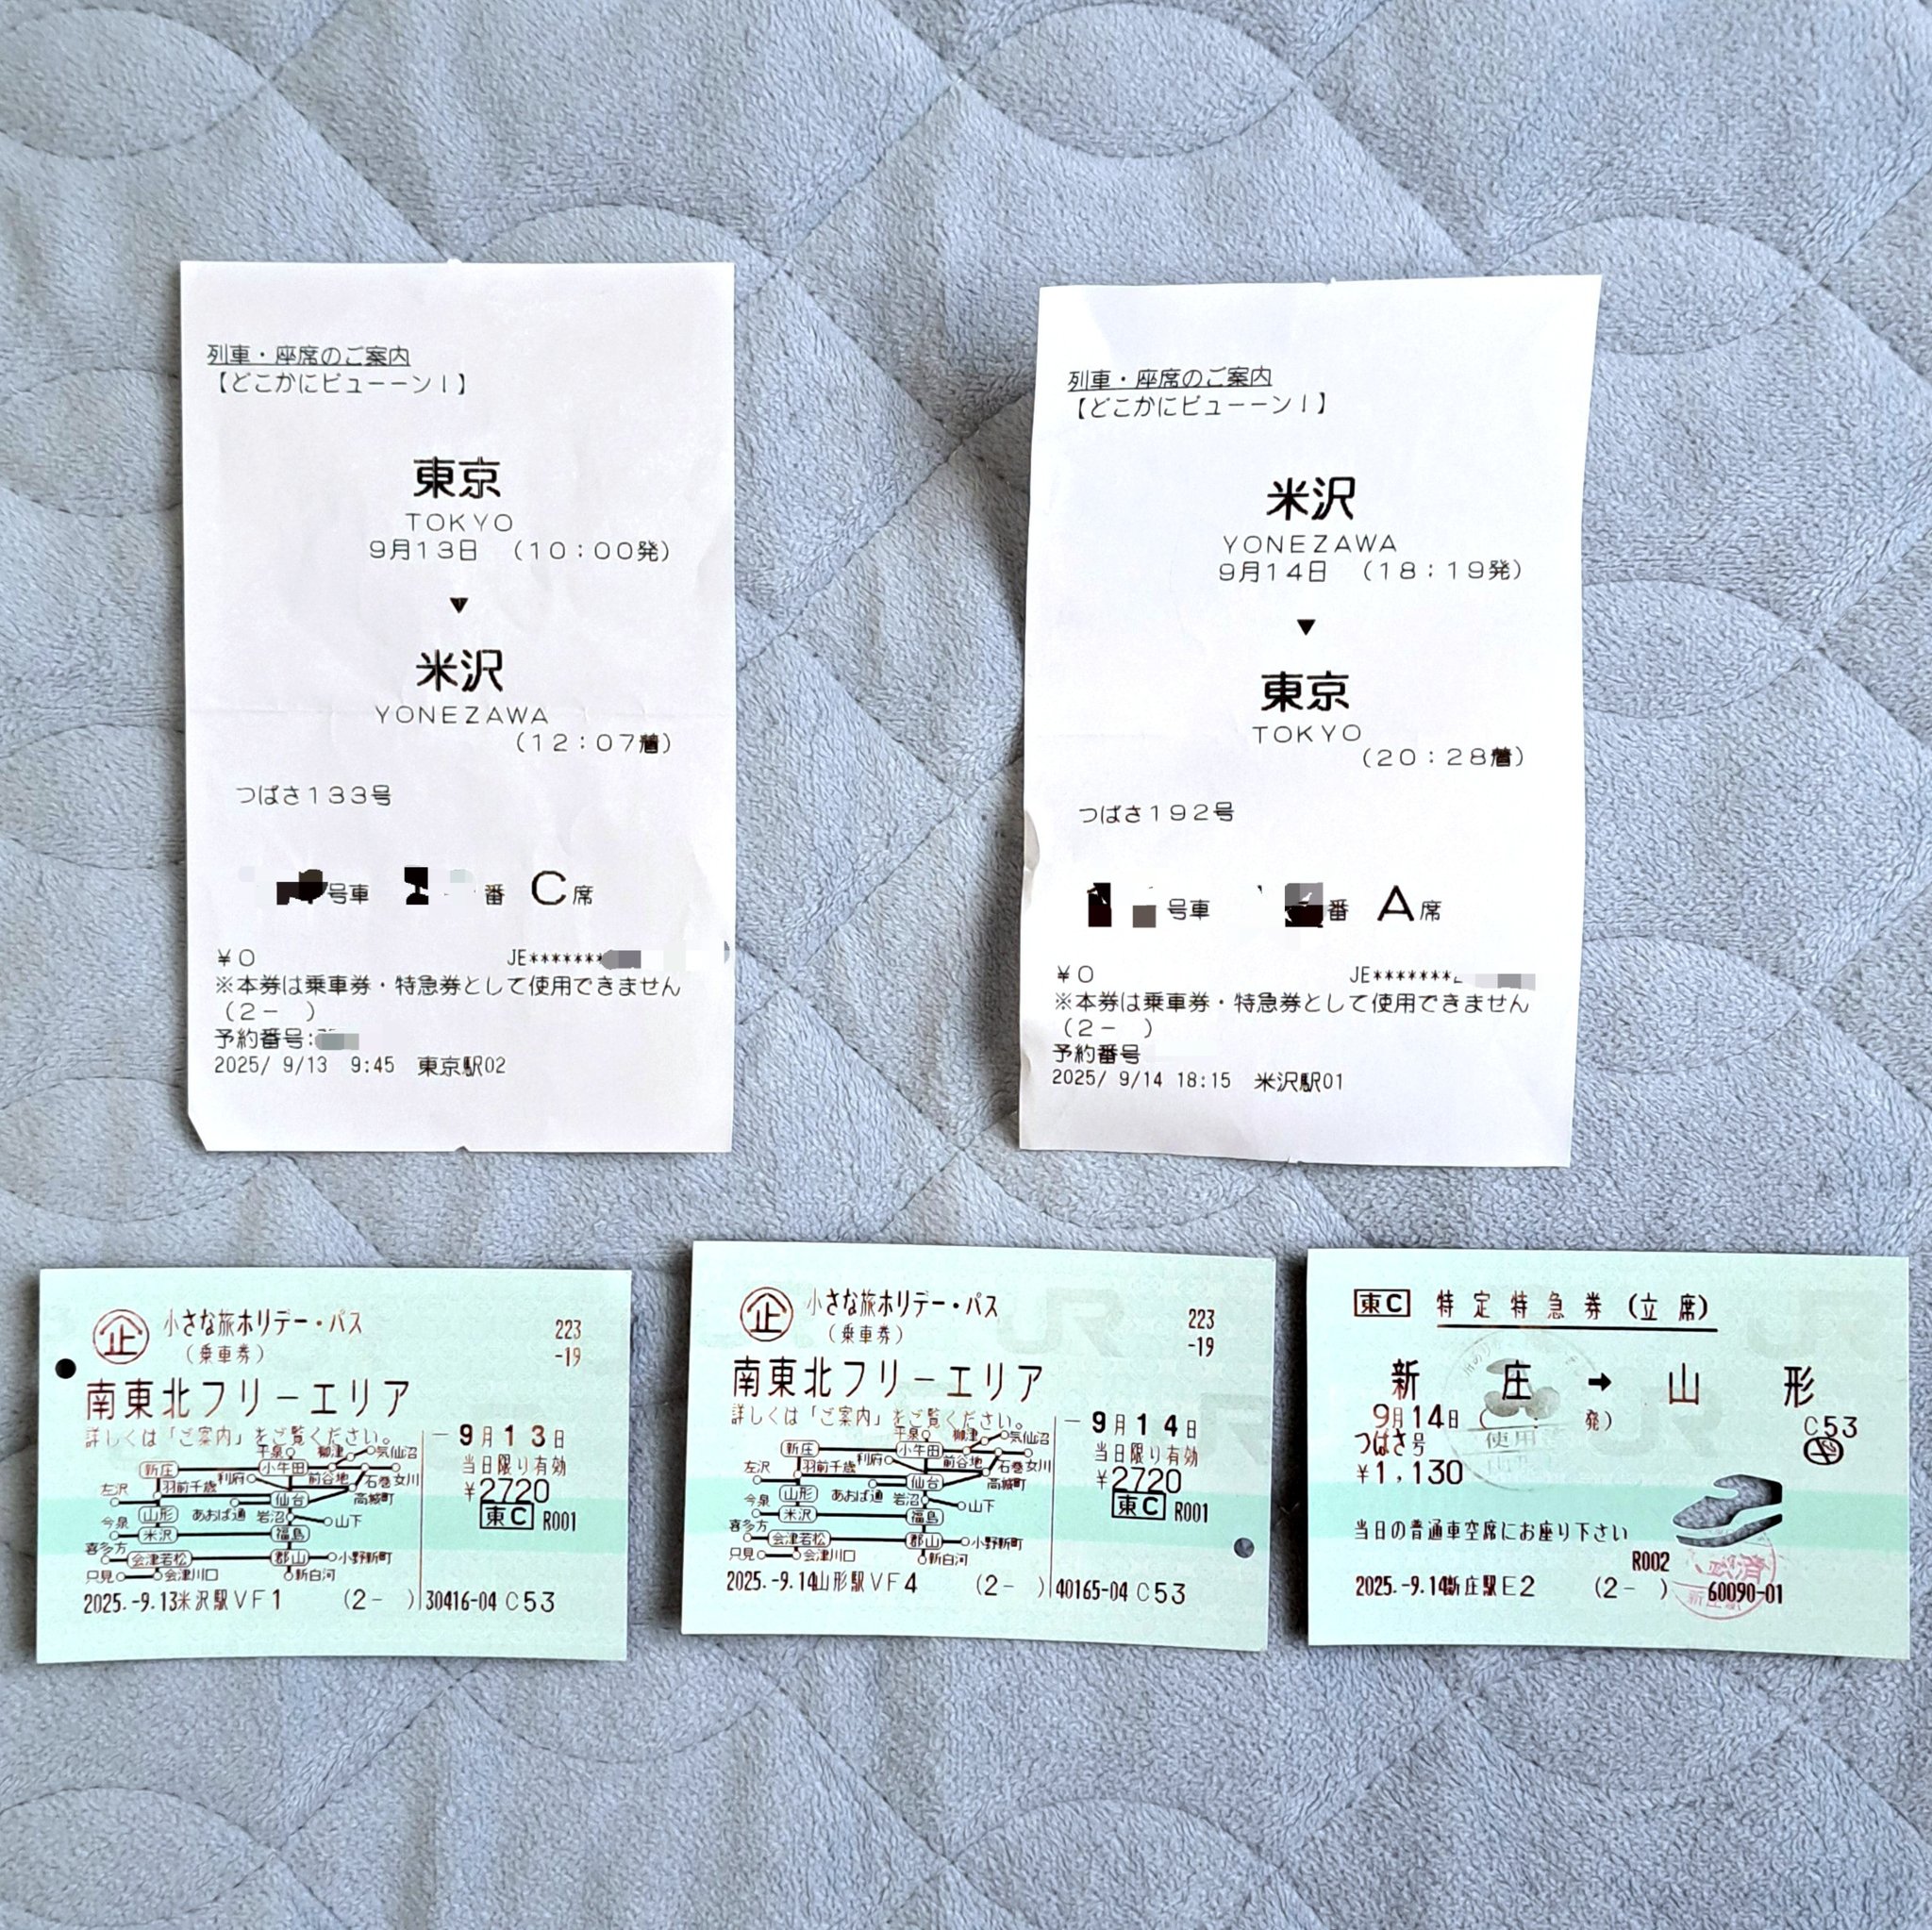 列車・座席のご案内
【どこかにビューーン！】
東京
TOKYO
9月13日 （10：00発）
▼
米沢
YONEZAWA
（12：07着）
つばさ133号
号車 番 C席
￥0 JE*******
※本券は乗車券・特急券として使用できません
（2－ ）
予約番号:
2025/ 9/13 9:45 東京駅02
列車・座席のご案内
【どこかにビューーン！】
米沢
YONEZAWA
9月14日 （18：19発）
▼
東京
TOKYO
（20：28着）
つばさ192号
号車 番 A席
￥0 JE*******
※本券は乗車券・特急券として使用できません
（2－ ）
予約番号
2025/ 9/14 18:15 米沢駅01
企 小さな旅ホリデー・パス 223
（乗車券） -19
南東北フリーエリア
詳しくは「ご案内」をご覧ください。
－9月13日
当日限り有効
￥2720
東C R001
平泉 柳津 気仙沼
新庄 小牛田
左沢 羽前千歳 利府 前谷地 石巻 女川
仙台 高城町
今泉 山形 あおば通 岩沼 山下
米沢 福島
喜多方 会津若松 郡山 小野新町
只見 会津川口 新白河
2025.-9.13米沢駅VF1 (2- ) 30416-04 C53
企 小さな旅ホリデー・パス 223
（乗車券） -19
南東北フリーエリア
詳しくは「ご案内」をご覧ください。
－9月14日
当日限り有効
￥2720
東C R001
平泉 柳津 気仙沼
新庄 小牛田
左沢 羽前千歳 利府 前谷地 石巻 女川
仙台 高城町
今泉 山形 あおば通 岩沼 山下
米沢 福島
喜多方 会津若松 郡山 小野新町
只見 会津川口 新白河
2025.-9.14山形駅VF4 (2- ) 40165-04 C53
東C 特定特急券（立席）
新庄 → 山形
9月14日 （ ： 発） C53
つばさ号
￥1,130
使用
当日の普通車空席にお座り下さい
R002
2025.-9.14新庄駅E2 (2- ) 60090-01